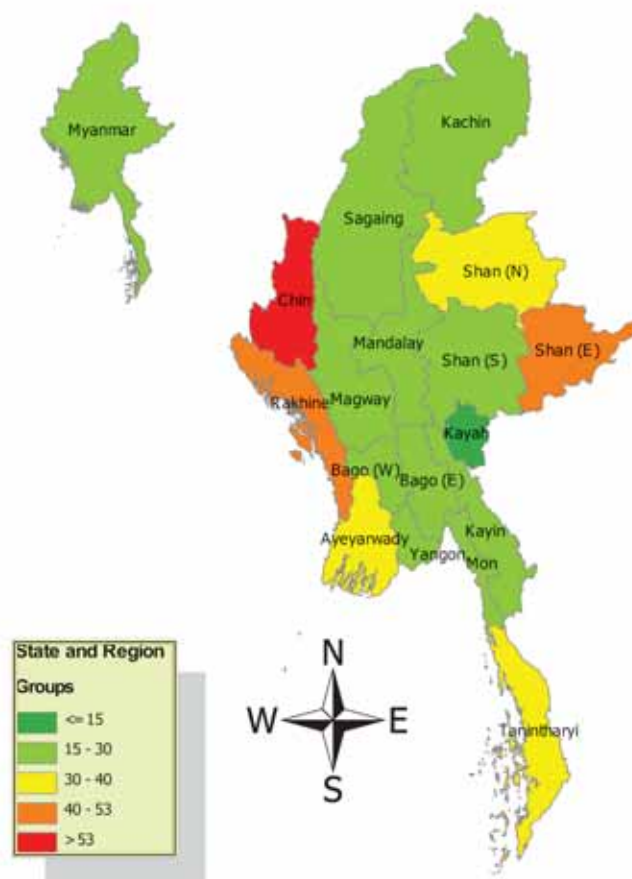 Myanmar
Kachin
Sagaing
Shan (N)
Chin
Mandalay
Shan (S)
Shan (E)
Rakhine
Magway
Kayah
Bago (W)
Bago (E)
Ayeyarwady
Kayin
Yangon
Mon
Tanintharyi
N
W
E
S
State and Region
Groups
<= 15
15 - 30
30 - 40
40 - 53
> 53